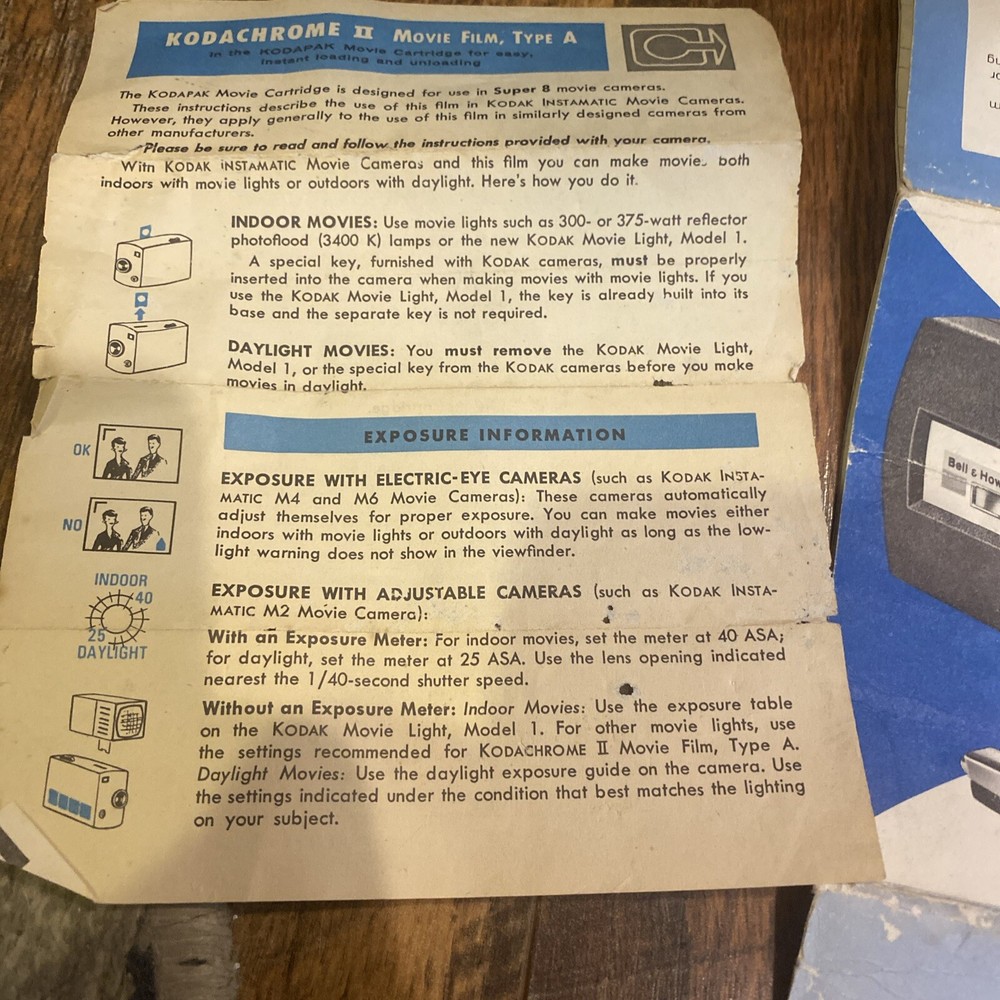 KODACHROME II MOVIE FILM, TYPE A
in the KODAPAK Movie Cartridge for easy,
instant loading and unloading
The KODAPAK Movie Cartridge is designed for use in Super 8 movie cameras.
These instructions describe the use of this film in KODAK INSTAMATIC Movie Cameras.
However, they apply generally to the use of this film in similarly designed cameras from
other manufacturers.
Please be sure to read and follow the instructions provided with your camera.
With KODAK INSTAMATIC Movie Cameras and this film you can make movies both
indoors with movie lights or outdoors with daylight. Here's how you do it.
INDOOR MOVIES: Use movie lights such as 300- or 375-watt reflector
photoflood (3400 K) lamps or the new KODAK Movie Light, Model 1.
A special key, furnished with KODAK cameras, must be properly
inserted into the camera when making movies with movie lights. If you
use the KODAK Movie Light, Model 1, the key is already built into its
base and the separate key is not required.
DAYLIGHT MOVIES: You must remove the KODAK Movie Light,
Model 1, or the special key from the KODAK cameras before you make
movies in daylight.
EXPOSURE INFORMATION
OK
NO
EXPOSURE WITH ELECTRIC-EYE CAMERAS (such as KODAK INSTA-
MATIC M4 and M6 Movie Cameras): These cameras automatically
adjust themselves for proper exposure. You can make movies either
indoors with movie lights or outdoors with daylight as long as the low-
light warning does not show in the viewfinder.
INDOOR
40
25
DAYLIGHT
EXPOSURE WITH ADJUSTABLE CAMERAS (such as KODAK INSTA-
MATIC M2 Movie Camera):
With an Exposure Meter: For indoor movies, set the meter at 40 ASA;
for daylight, set the meter at 25 ASA. Use the lens opening indicated
nearest the 1/40-second shutter speed.
Without an Exposure Meter: Indoor Movies: Use the exposure table
on the KODAK Movie Light, Model 1. For other movie lights, use
the settings recommended for KODACHROME II Movie Film, Type A.
Daylight Movies: Use the daylight exposure guide on the camera. Use
the settings indicated under the condition that best matches the lighting
on your subject.
Bell & How